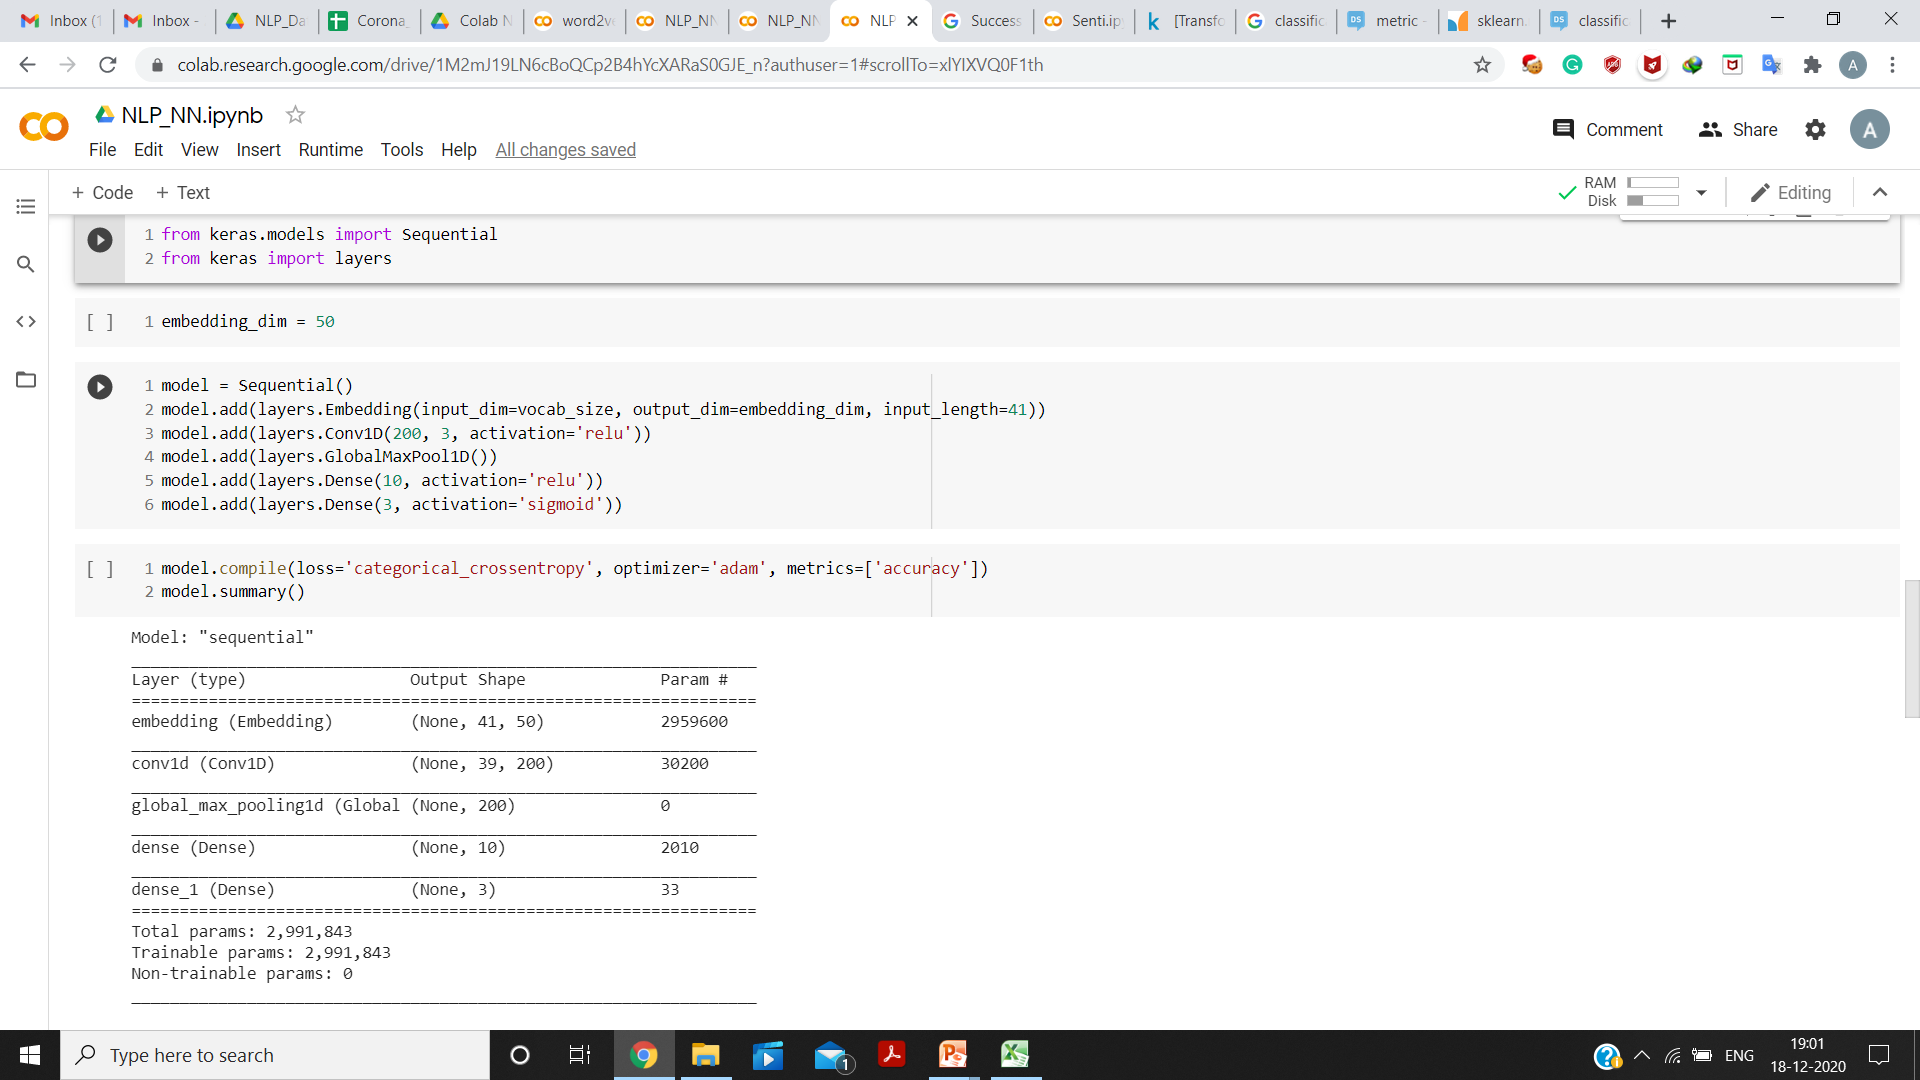 Inbox (1
Inbox -
NLP_Da
Corona_
Colab N
word2v
NLP_NN
NLP_NN
NLP
Success
Senti.ip
[Transfo
classific
metric -
sklearn.
classific
colab.research.google.com/drive/1M2mJ19LN6cBoQCp2B4hYcXARaS0GJE_n?authuser=1#scrollTo=xlYIXVQ0F1th
A
NLP_NN.ipynb
Comment
Share
A
File Edit View Insert Runtime Tools Help All changes saved
+ Code + Text
RAM
Disk
Editing
1 from keras.models import Sequential
2 from keras import layers
[ ] 1 embedding_dim = 50
1 model = Sequential()
2 model.add(layers.Embedding(input_dim=vocab_size, output_dim=embedding_dim, input_length=41))
3 model.add(layers.Conv1D(200, 3, activation='relu'))
4 model.add(layers.GlobalMaxPool1D())
5 model.add(layers.Dense(10, activation='relu'))
6 model.add(layers.Dense(3, activation='sigmoid'))
[ ] 1 model.compile(loss='categorical_crossentropy', optimizer='adam', metrics=['accuracy'])
2 model.summary()
Model: "sequential"
_________________________________________________________________
Layer (type) Output Shape Param #
=================================================================
embedding (Embedding) (None, 41, 50) 2959600
_________________________________________________________________
conv1d (Conv1D) (None, 39, 200) 30200
_________________________________________________________________
global_max_pooling1d (Global (None, 200) 0
_________________________________________________________________
dense (Dense) (None, 10) 2010
_________________________________________________________________
dense_1 (Dense) (None, 3) 33
=================================================================
Total params: 2,991,843
Trainable params: 2,991,843
Non-trainable params: 0
_________________________________________________________________
Type here to search
1
ENG
19:01
18-12-2020